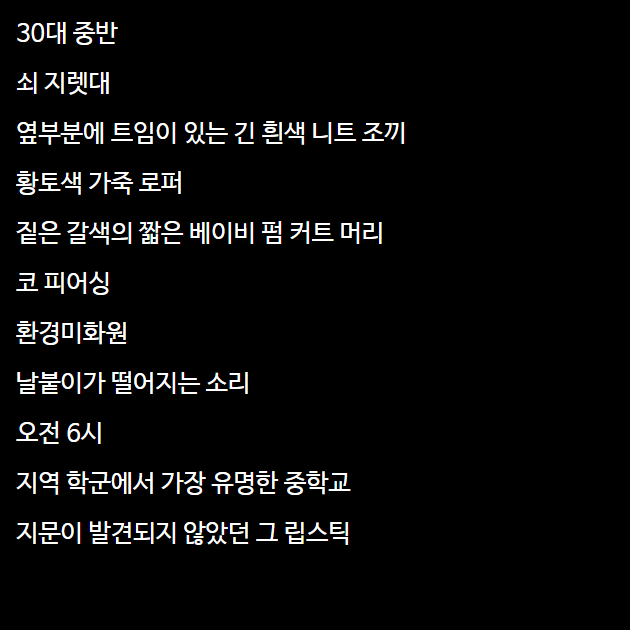 30대 중반
쇠 지렛대
옆부분에 트임이 있는 긴 흰색 니트 조끼
황토색 가죽 로퍼
짙은 갈색의 짧은 베이비 펌 커트 머리
코 피어싱
환경미화원
날붙이가 떨어지는 소리
오전 6시
지역 학군에서 가장 유명한 중학교
지문이 발견되지 않았던 그 립스틱